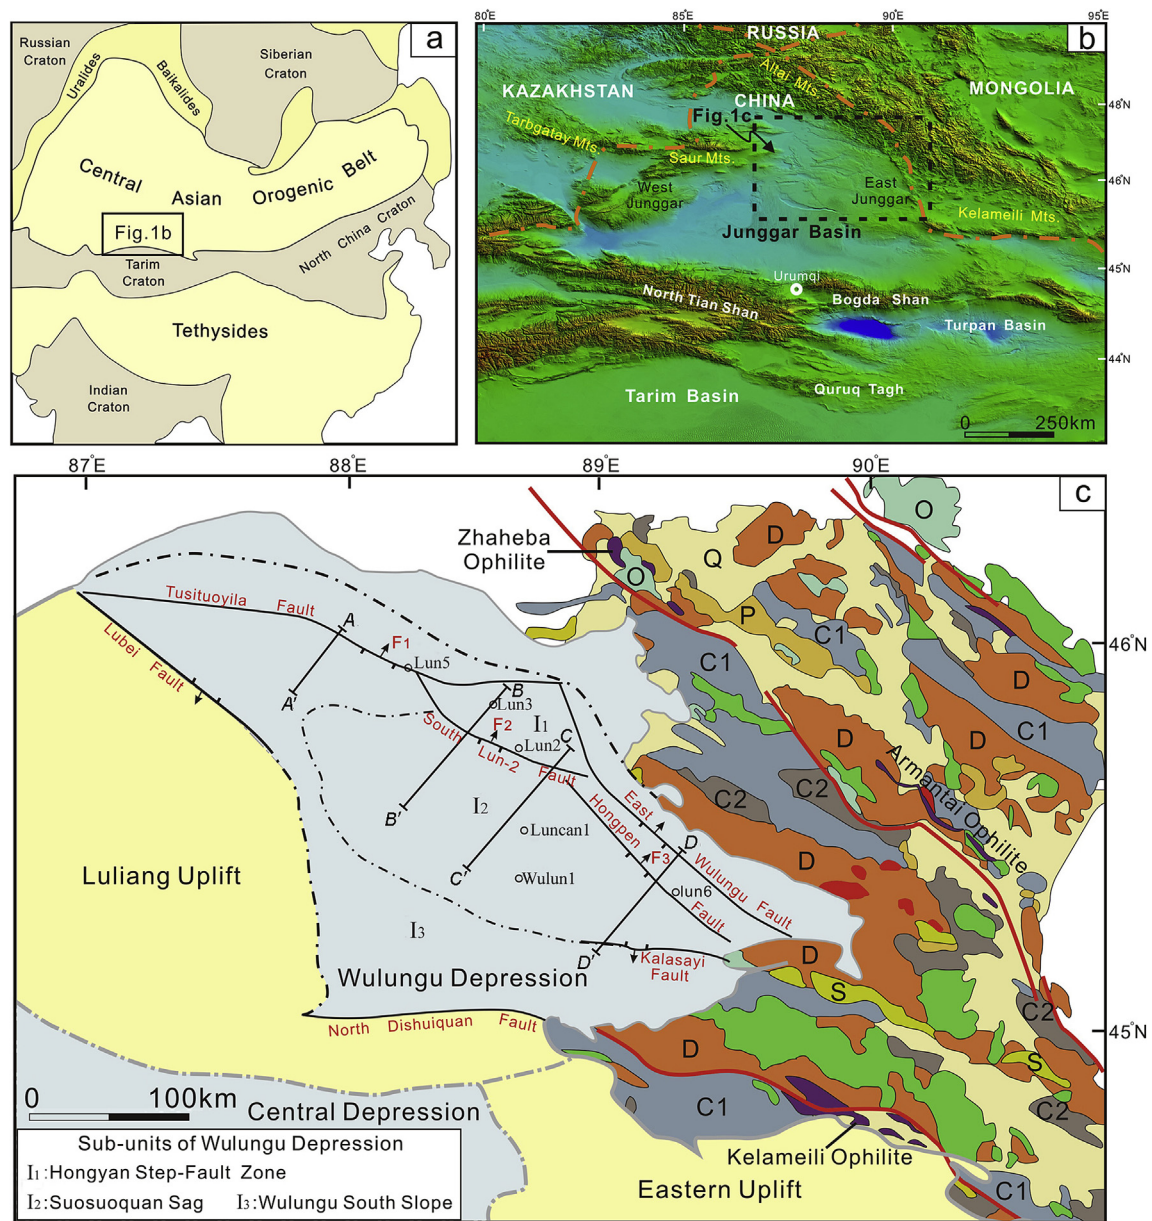 a
Russian
Craton
Uralides
Baikalides
Siberian
Craton
Central Asian Orogenic Belt
Fig.1b
Tarim
Craton
North China Craton
Tethysides
Indian
Craton
80°E 85°E 90°E 95°E
b
RUSSIA
Altai Mts.
KAZAKHSTAN
MONGOLIA
CHINA
48°N
Fig.1c
Tarbgatay Mts.
Saur Mts.
West
Junggar
East
Junggar
46°N
Kelameili Mts.
Junggar Basin
45°N
Urumqi
North Tian Shan
Bogda Shan
Turpan Basin
44°N
Quruq Tagh
Tarim Basin
0 250km
87°E 88°E 89°E 90°E
c
O
Zhaheba
Ophilite
D
Q
O
P
C1
Tusituoyila Fault
A
F1
Lun5
46°N
C1
Lubei Fault
A'
B
Lun3
D
I1
F2
South Lun-2 Fault
Lun2
C
C1
D
D
Armantai Ophilite
C2
C2
I2
B'
Hongpen Fault
East Wulungu Fault
Luncan1
D
F3
D
Luliang Uplift
C'
Wulun1
lun6
I3
D'
Kalasayi
Fault
D
Wulungu Depression
S
C2
North Dishuiquan Fault
45°N
D
S
0 100km
Central Depression
C1
C2
Kelameili Ophilite
Eastern Uplift
C1
Sub-units of Wulungu Depression
I1:Hongyan Step-Fault Zone
I2:Suosuoquan Sag I3:Wulungu South Slope